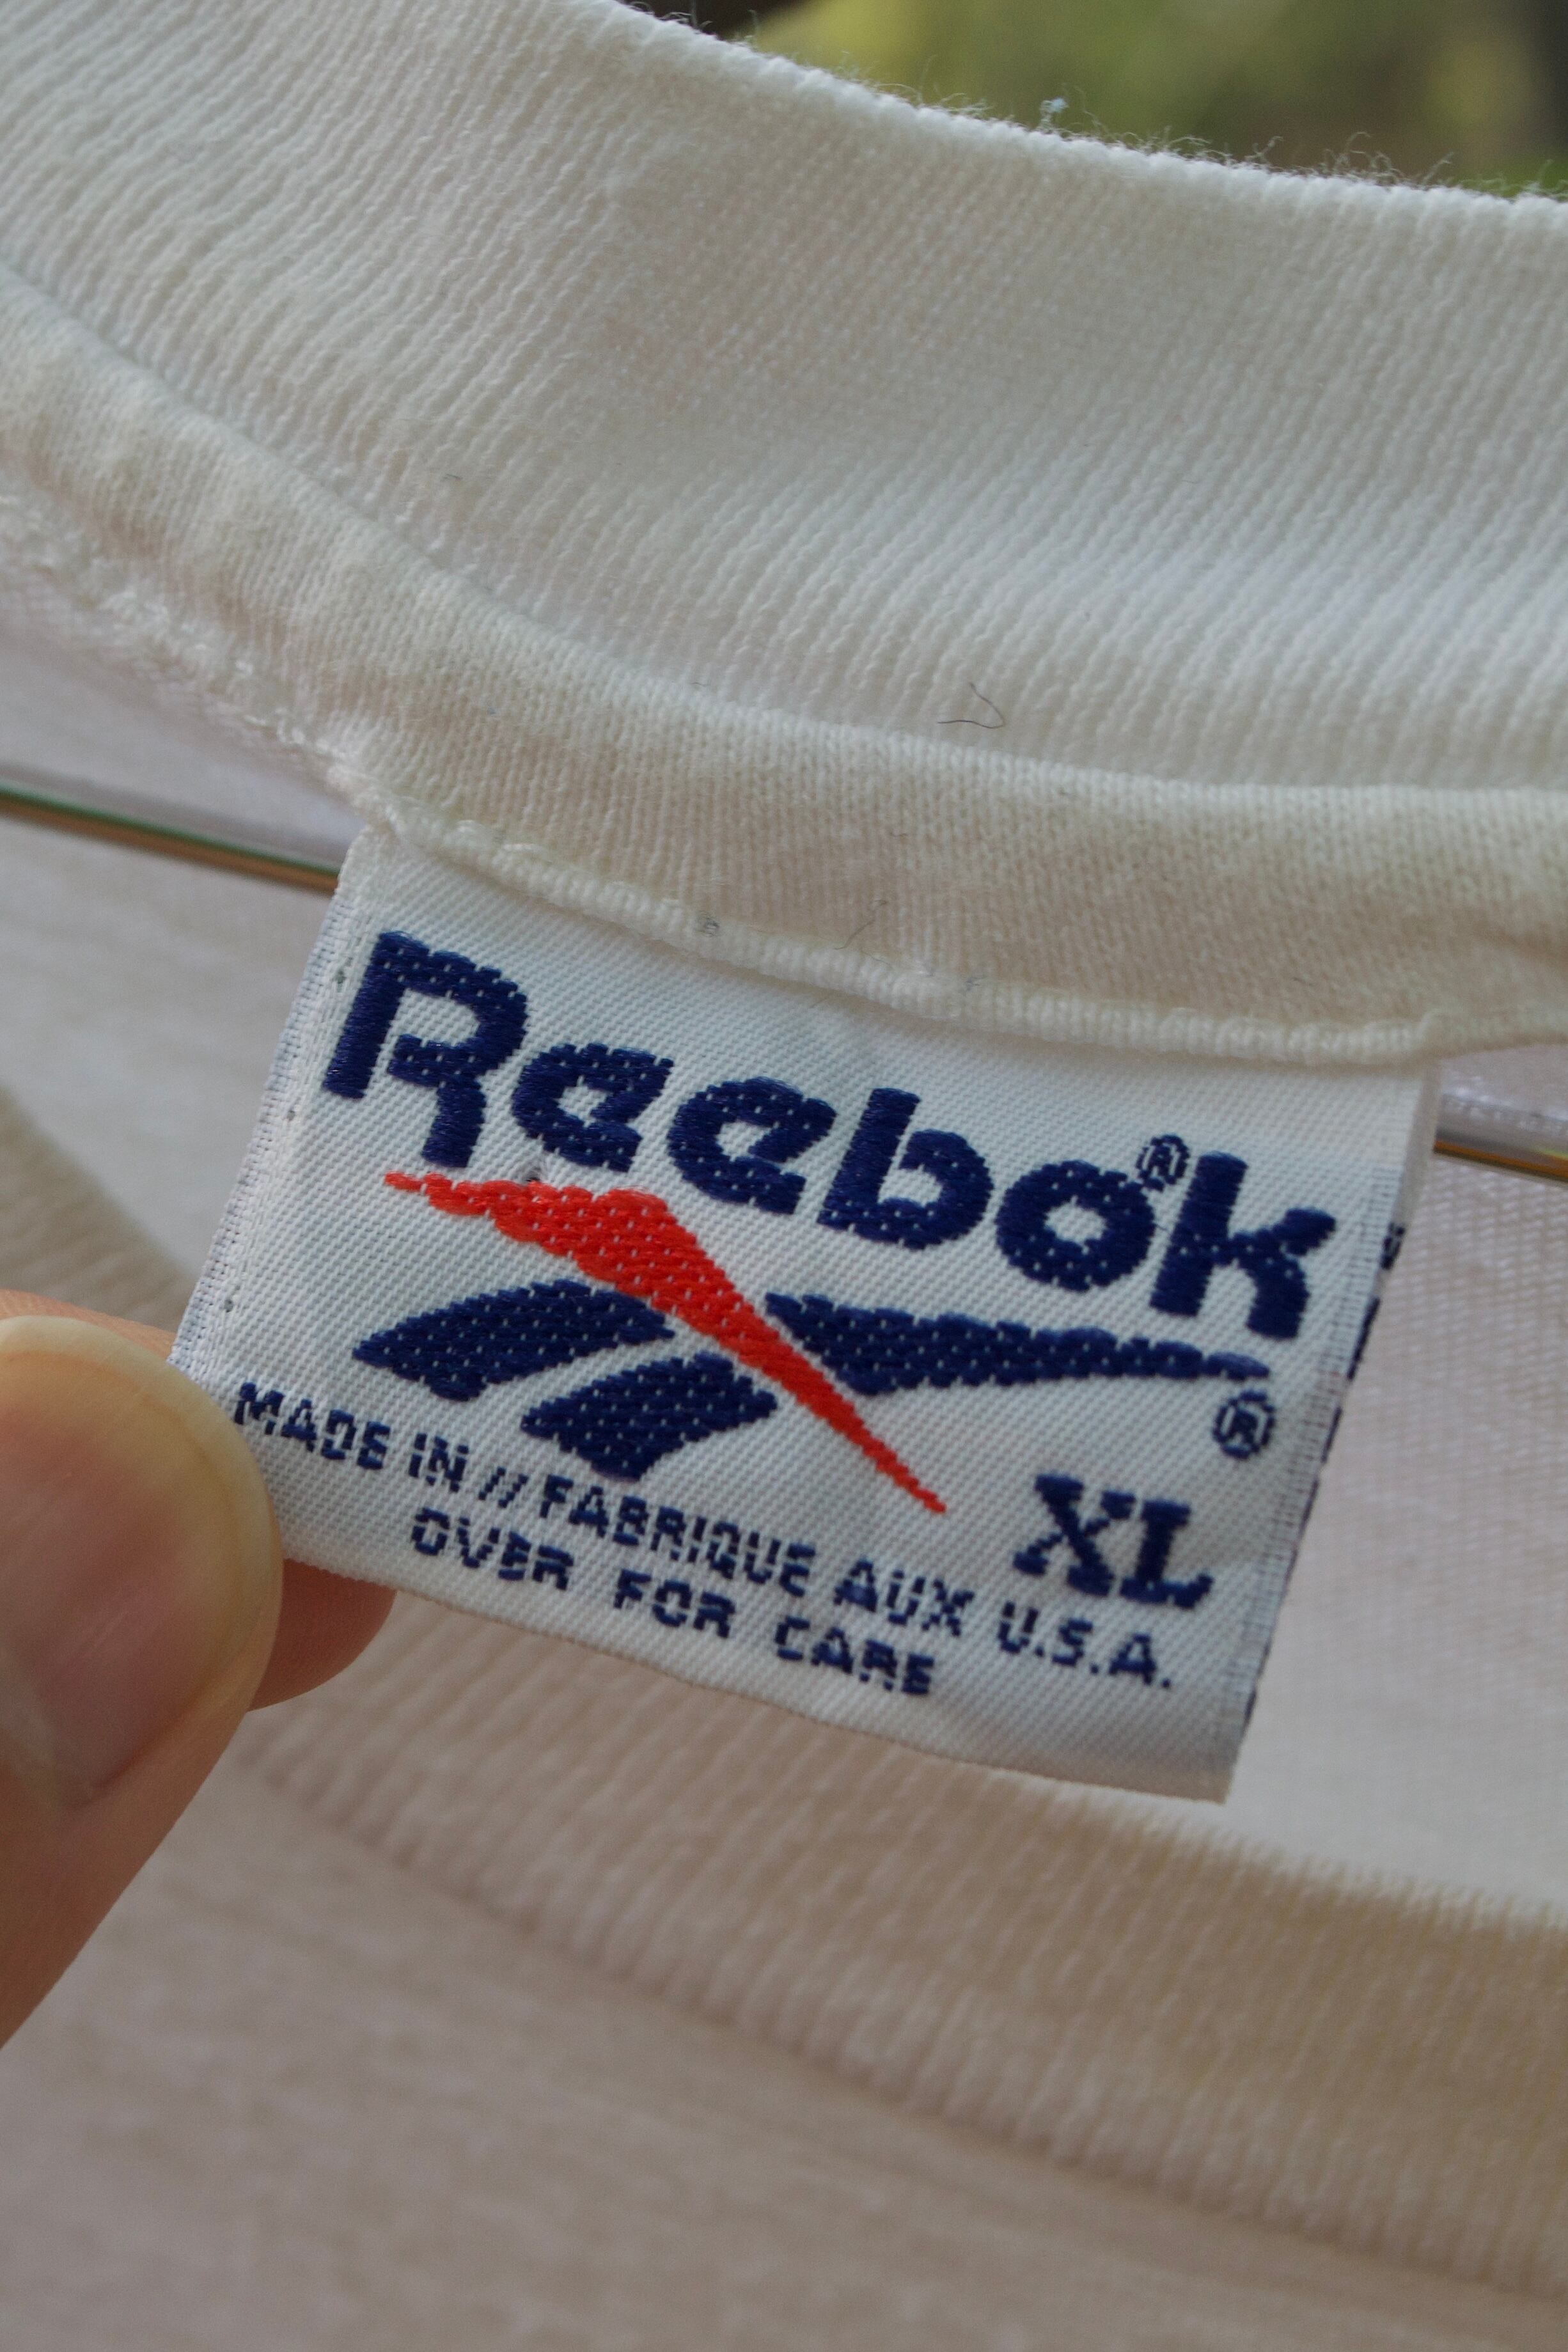 Reebok®
®
XL
MADE IN // FABRIQUE AUX U.S.A.
OVER FOR CARE